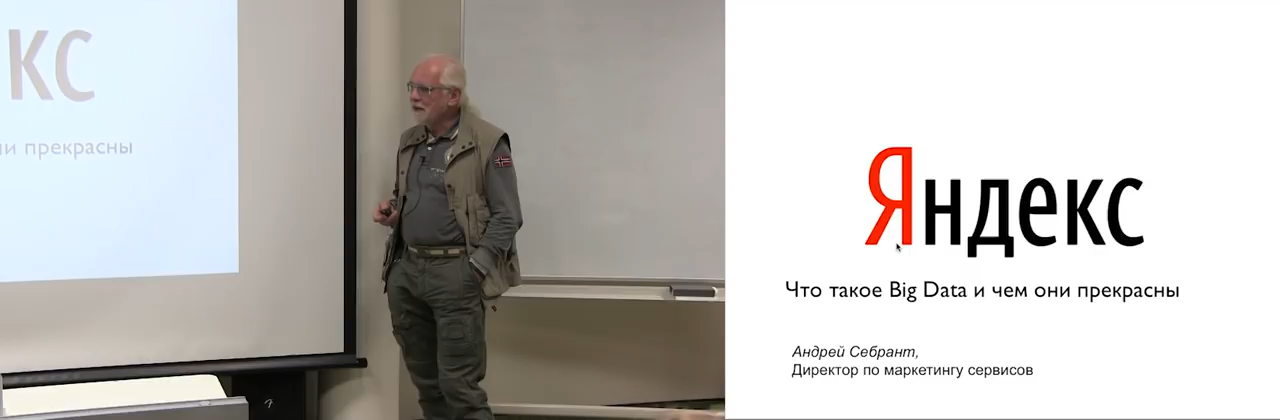 кс
ни прекрасны
Яндекс
Что такое Big Data и чем они прекрасны
Андрей Себрант,
Директор по маркетингу сервисов